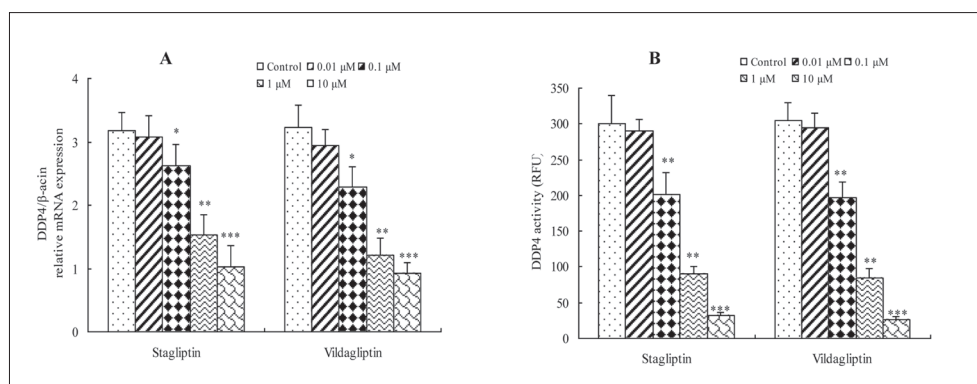 A
Control 0.01 μM 0.1 μM
1 μM 10 μM
DDP4/β-acin
relative mRNA expression
4
3
2
1
0
*
**
***
*
**
***
Stagliptin Vildagliptin
B
Control 0.01 μM 0.1 μM
1 μM 10 μM
DDP4 activity (RFU)
350
300
250
200
150
100
50
0
**
**
***
**
**
***
Stagliptin Vildagliptin